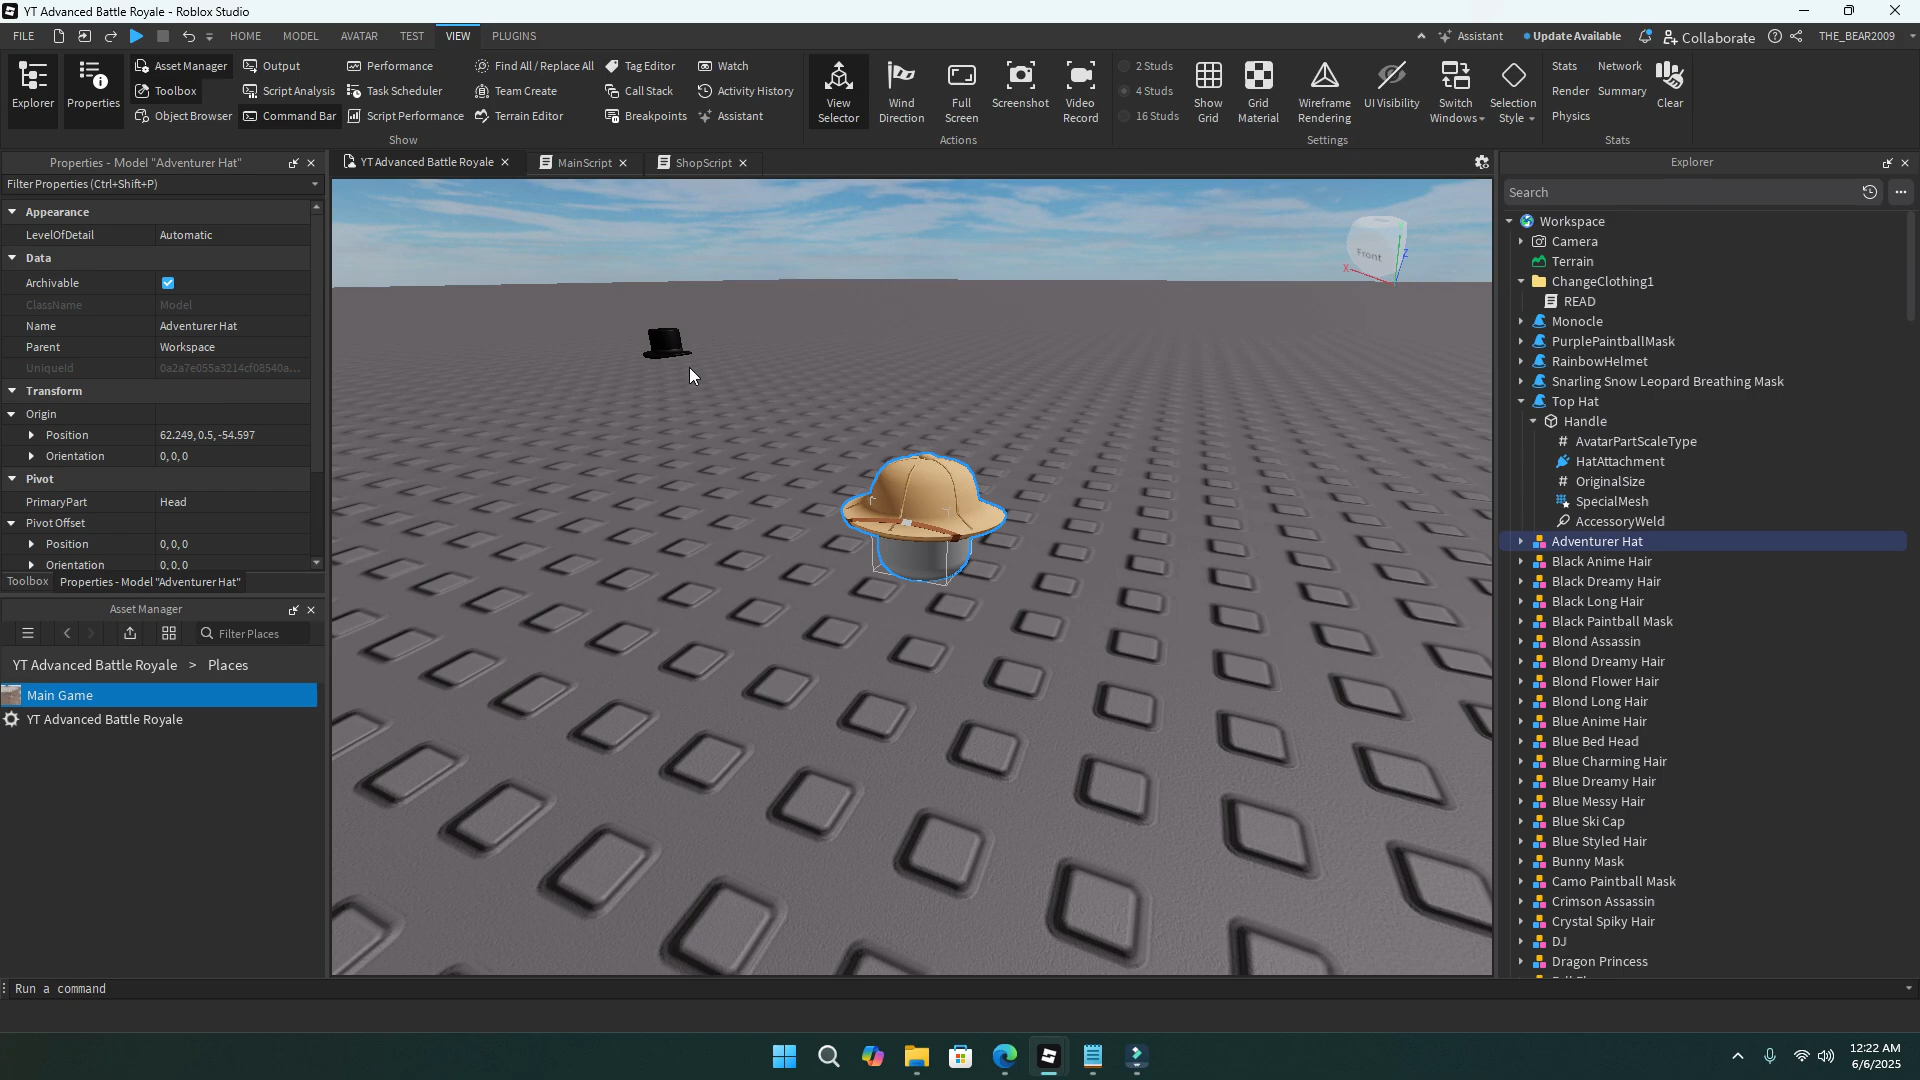 YT Advanced Battle Royale - Roblox Studio
FILE HOME MODEL AVATAR TEST VIEW PLUGINS Assistant Update Available Collaborate THE_BEAR2009
Explorer
Properties
Asset Manager
Toolbox
Object Browser
Output
Script Analysis
Command Bar
Performance
Task Scheduler
Script Performance
Find All / Replace All
Team Create
Terrain Editor
Tag Editor
Call Stack
Breakpoints
Watch
Activity History
Assistant
Show
View
Selector
Wind
Direction
Full
Screen
Screenshot
Video
Record
Actions
2 Studs
4 Studs
16 Studs
Show
Grid
Grid
Material
Wireframe
Rendering
UI Visibility
Switch
Windows
Selection
Style
Settings
Stats
Network
Render
Summary
Physics
Clear
Stats
Properties - Model "Adventurer Hat"
Filter Properties (Ctrl+Shift+P)
Appearance
LevelOfDetail Automatic
Data
Archivable
ClassName Model
Name Adventurer Hat
Parent Workspace
UniqueId 0a2a7e055a3214cf08540a...
Transform
Origin
Position 62.249, 0.5, -54.597
Orientation 0, 0, 0
Pivot
PrimaryPart Head
Pivot Offset
Position 0, 0, 0
Orientation 0, 0, 0
Toolbox Properties - Model "Adventurer Hat"
Asset Manager
Filter Places
YT Advanced Battle Royale > Places
Main Game
YT Advanced Battle Royale
YT Advanced Battle Royale MainScript ShopScript
Front
X
Y
Z
Explorer
Search
Workspace
Camera
Terrain
ChangeClothing1
READ
Monocle
PurplePaintballMask
RainbowHelmet
Snarling Snow Leopard Breathing Mask
Top Hat
Handle
AvatarPartScaleType
HatAttachment
OriginalSize
SpecialMesh
AccessoryWeld
Adventurer Hat
Black Anime Hair
Black Dreamy Hair
Black Long Hair
Black Paintball Mask
Blond Assassin
Blond Dreamy Hair
Blond Flower Hair
Blond Long Hair
Blue Anime Hair
Blue Bed Head
Blue Charming Hair
Blue Dreamy Hair
Blue Messy Hair
Blue Ski Cap
Blue Styled Hair
Bunny Mask
Camo Paintball Mask
Crimson Assassin
Crystal Spiky Hair
DJ
Dragon Princess
Run a command
12:22 AM
6/6/2025